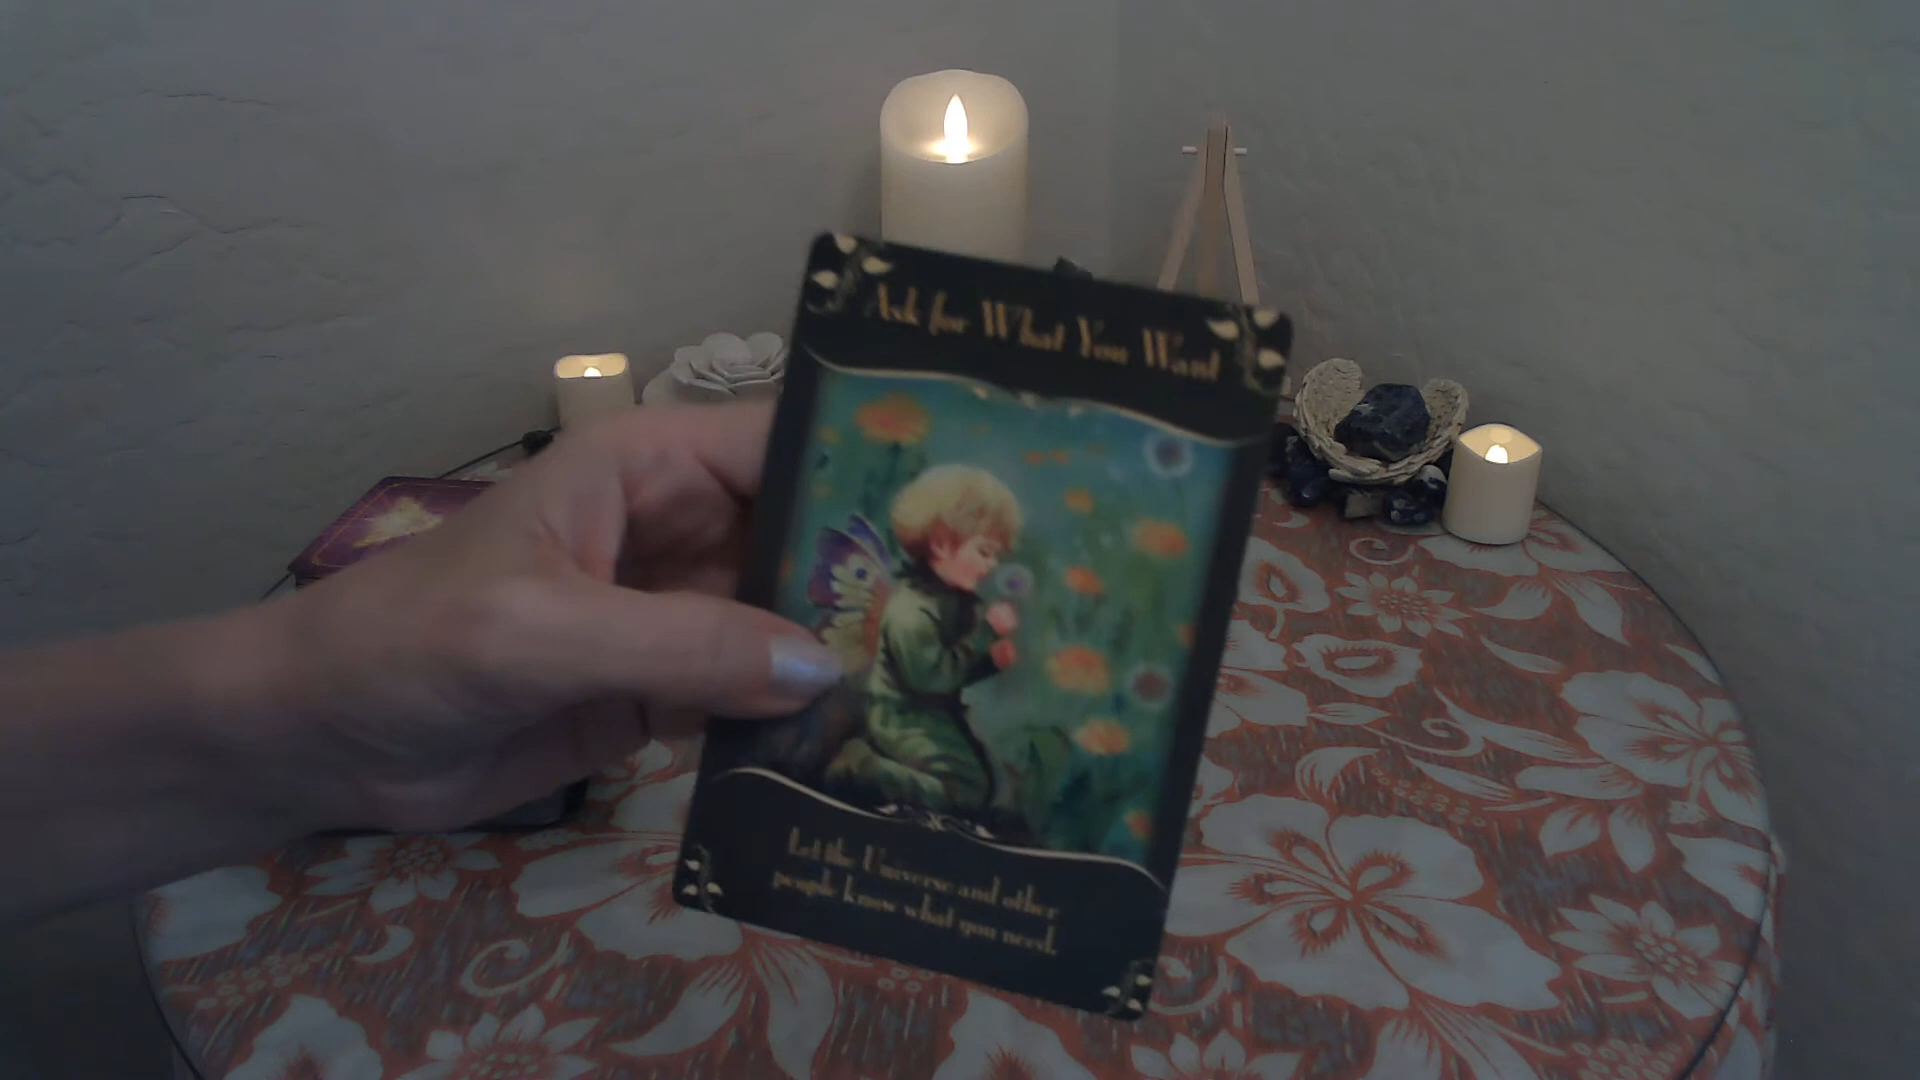 Ask for What You Want
Let the Universe and other
people know what you need.